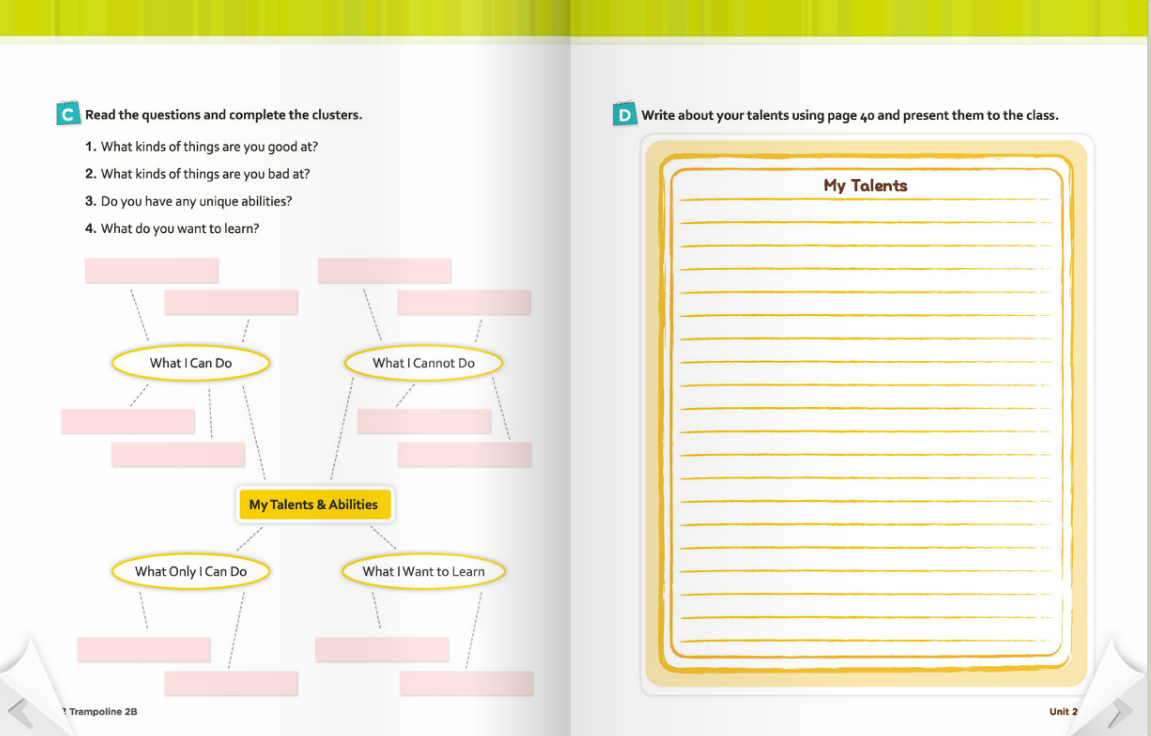 C Read the questions and complete the clusters.
1. What kinds of things are you good at?
2. What kinds of things are you bad at?
3. Do you have any unique abilities?
4. What do you want to learn?
What I Can Do
What I Cannot Do
My Talents & Abilities
What Only I Can Do
What I Want to Learn
Trampoline 2B
D Write about your talents using page 40 and present them to the class.
My Talents
Unit 2